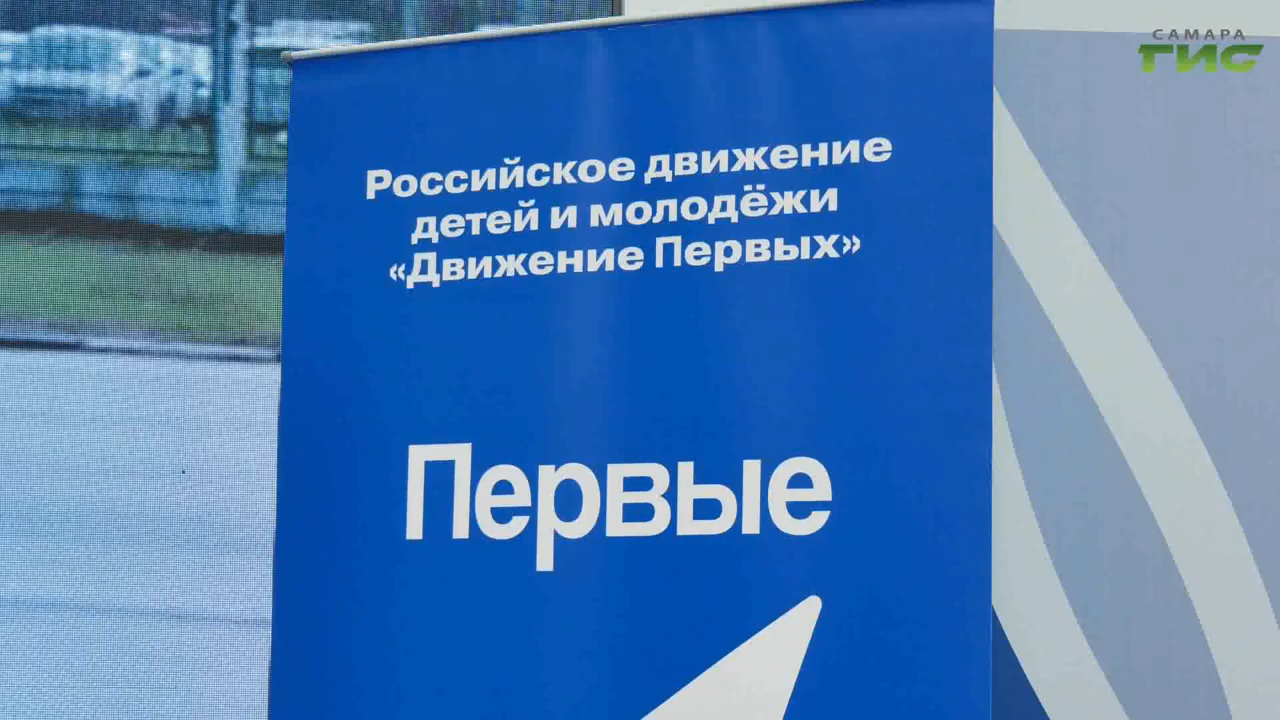 САМАРА
ГИС
Российское движение
детей и молодёжи
«Движение Первых»
Первые